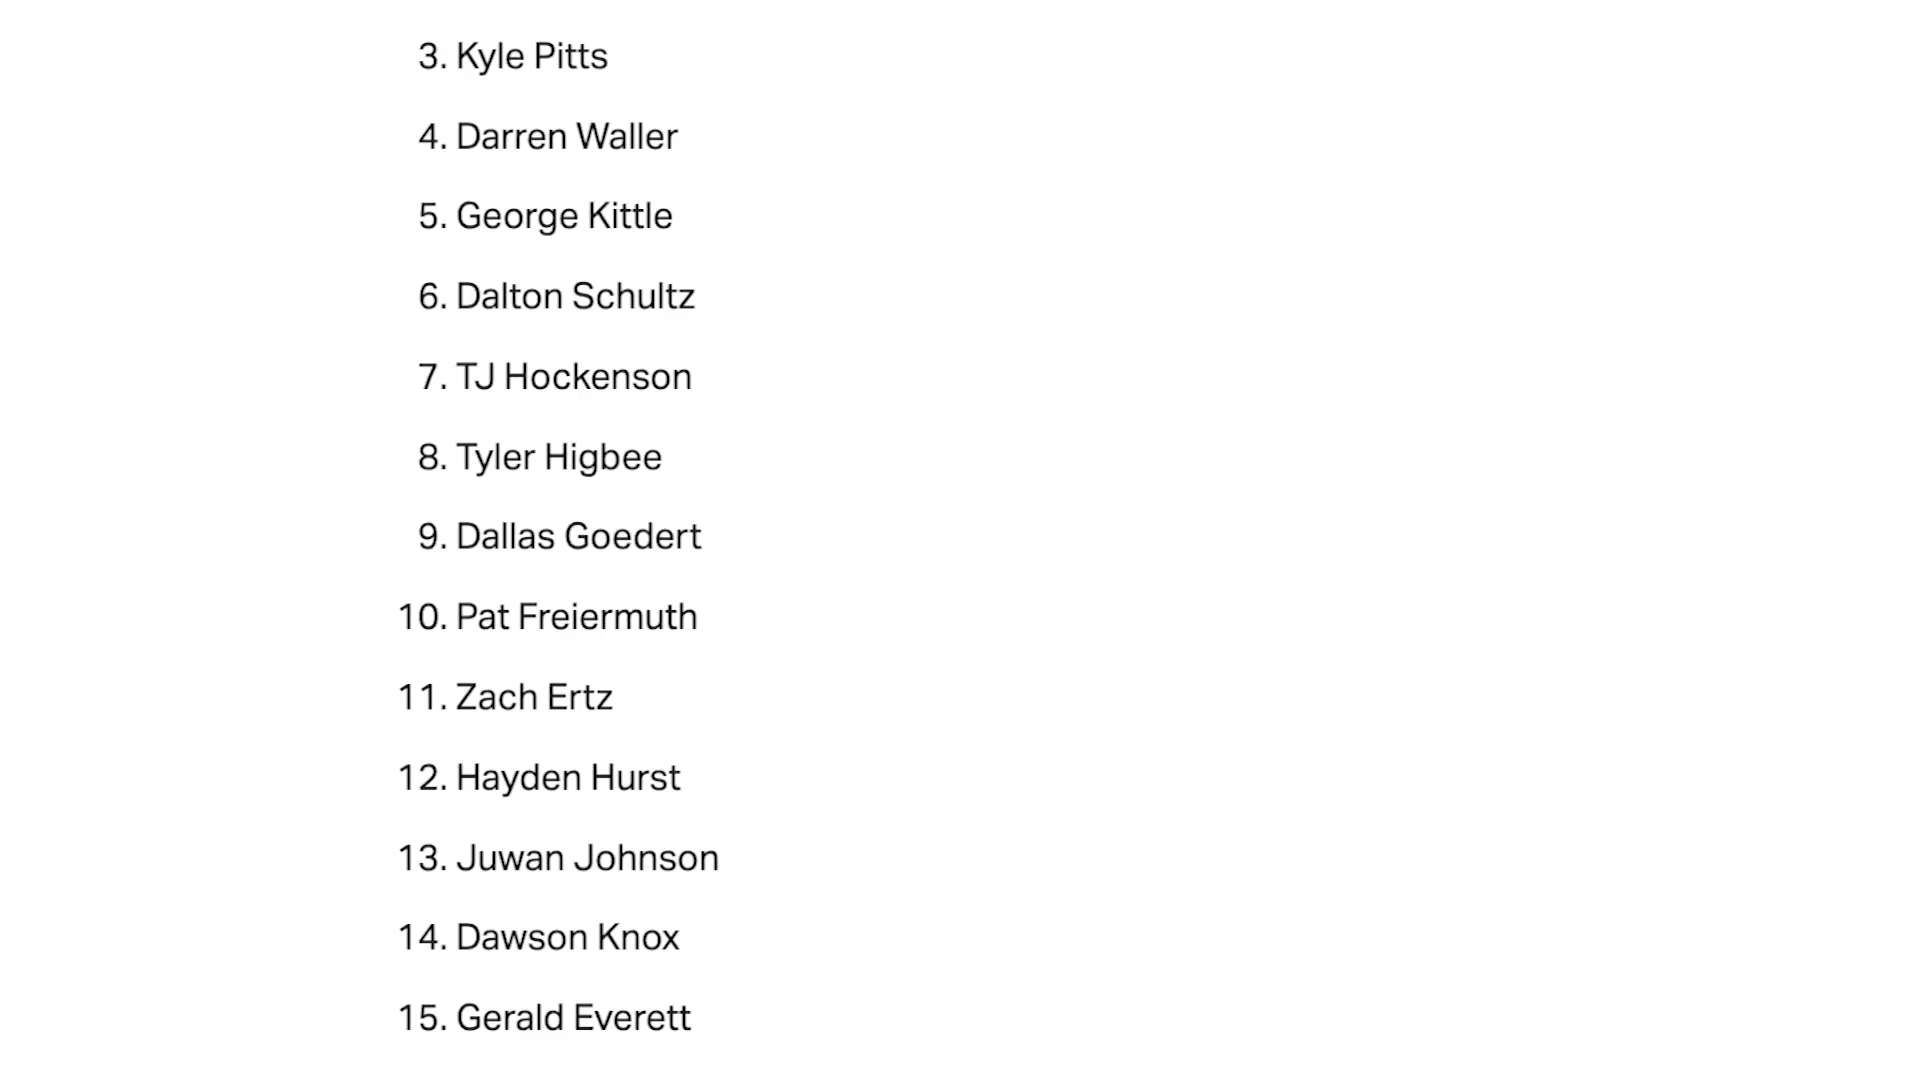 3. Kyle Pitts
4. Darren Waller
5. George Kittle
6. Dalton Schultz
7. TJ Hockenson
8. Tyler Higbee
9. Dallas Goedert
10. Pat Freiermuth
11. Zach Ertz
12. Hayden Hurst
13. Juwan Johnson
14. Dawson Knox
15. Gerald Everett